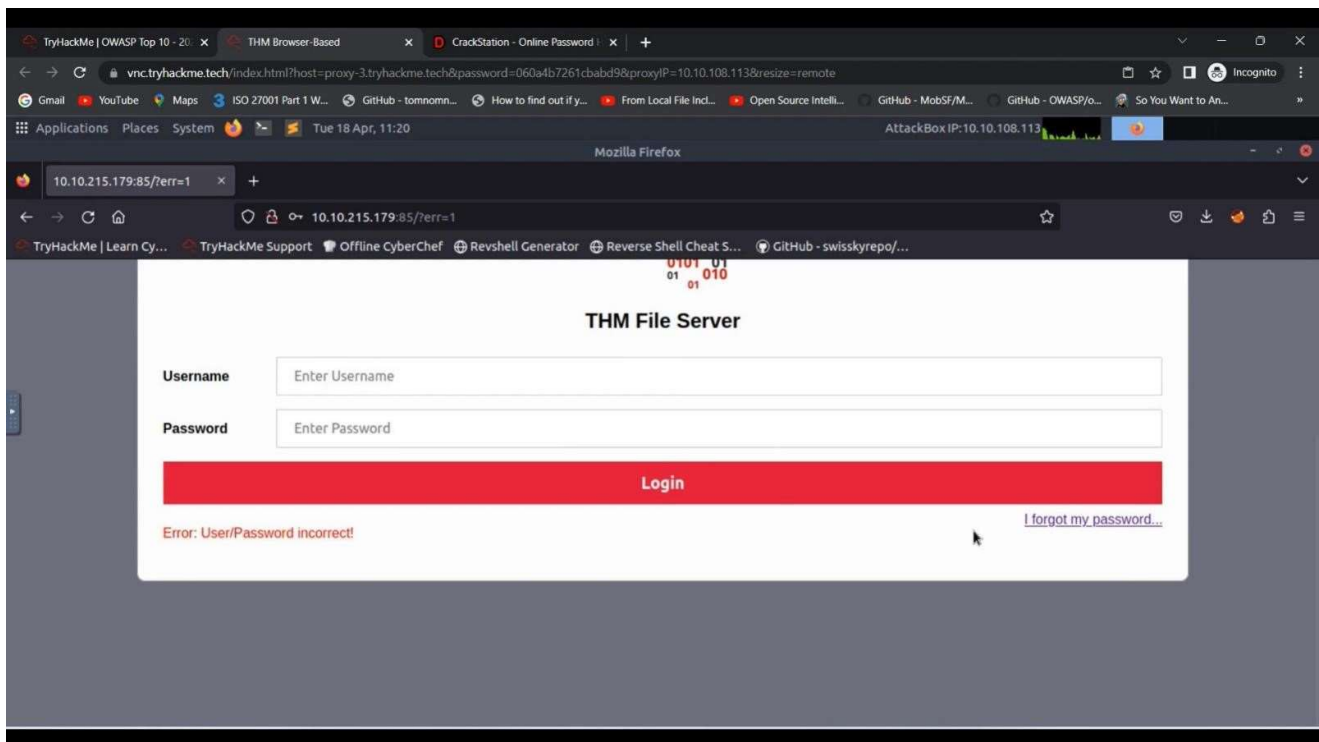 TryHackMe | OWASP Top 10 - 20
THM Browser-Based
CrackStation - Online Password H
vnc.tryhackme.tech/index.html?host=proxy-3.tryhackme.tech&password=060a4b7261cbabd9&proxyIP=10.10.108.113&resize=remote
Incognito
Gmail YouTube Maps ISO 27001 Part 1 W... GitHub - tomnomn... How to find out if y... From Local File Incl... Open Source Intelli... GitHub - MobSF/M... GitHub - OWASP/o... So You Want to An... »
Applications Places System Tue 18 Apr, 11:20 AttackBox IP:10.10.108.113
Mozilla Firefox
10.10.215.179:85/?err=1
10.10.215.179:85/?err=1
TryHackMe | Learn Cy... TryHackMe Support Offline CyberChef Revshell Generator Reverse Shell Cheat S... GitHub - swisskyrepo/...
0101 01
01 010
01
THM File Server
Username Enter Username
Password Enter Password
Login
I forgot my password...
Error: User/Password incorrect!